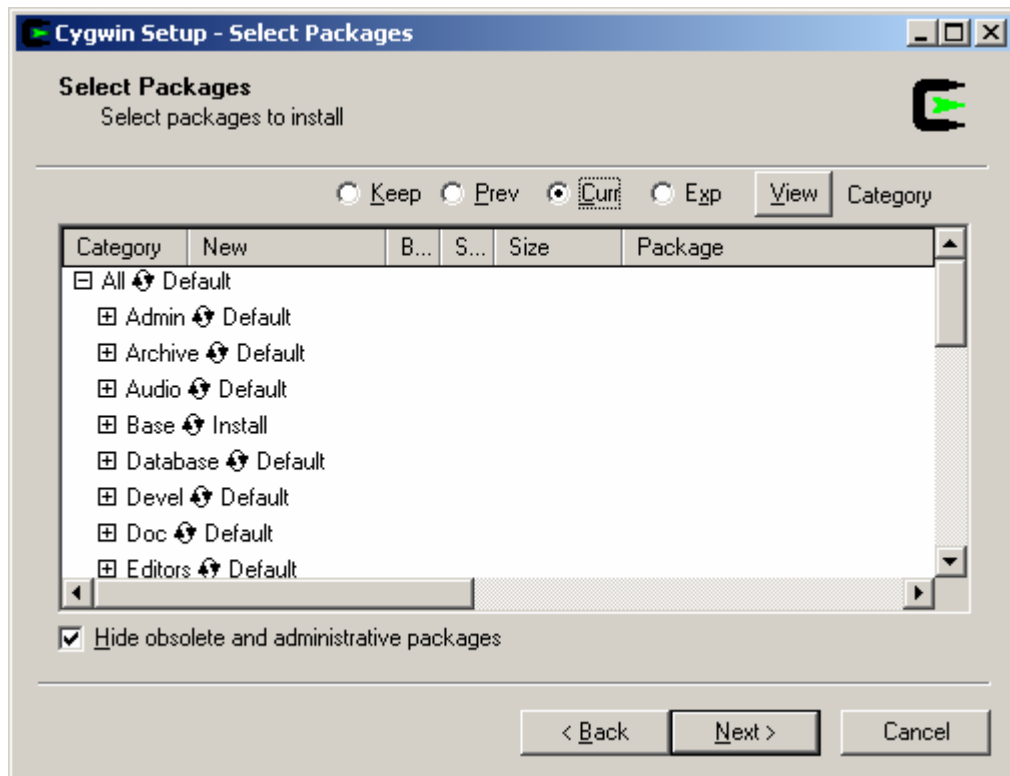 Cygwin Setup - Select Packages
Select Packages
Select packages to install
Keep Prev Curr Exp View Category
Category New B... S... Size Package
All Default
Admin Default
Archive Default
Audio Default
Base Install
Database Default
Devel Default
Doc Default
Editors Default
Hide obsolete and administrative packages
< Back Next > Cancel